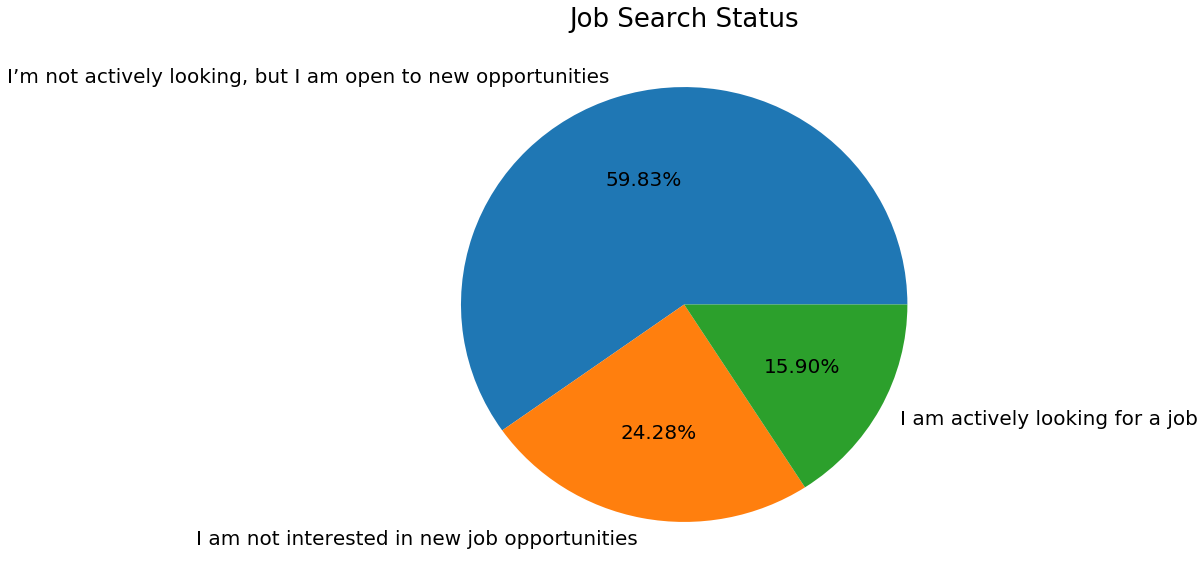 Job Search Status
I’m not actively looking, but I am open to new opportunities
59.83%
15.90%
I am actively looking for a job
24.28%
I am not interested in new job opportunities